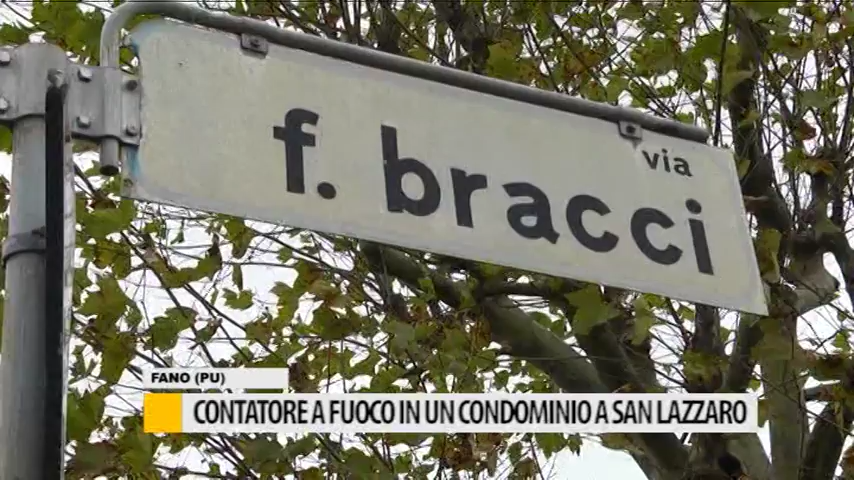 via
f. bracci
FANO (PU)
CONTATORE A FUOCO IN UN CONDOMINIO A SAN LAZZARO